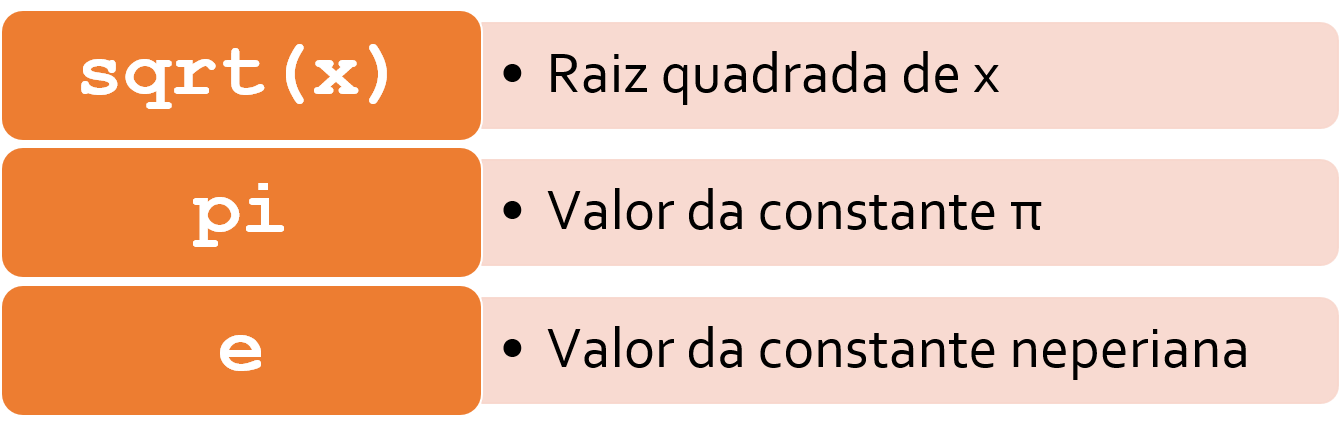 sqrt(x)
• Raiz quadrada de x
pi
• Valor da constante π
e
• Valor da constante neperiana